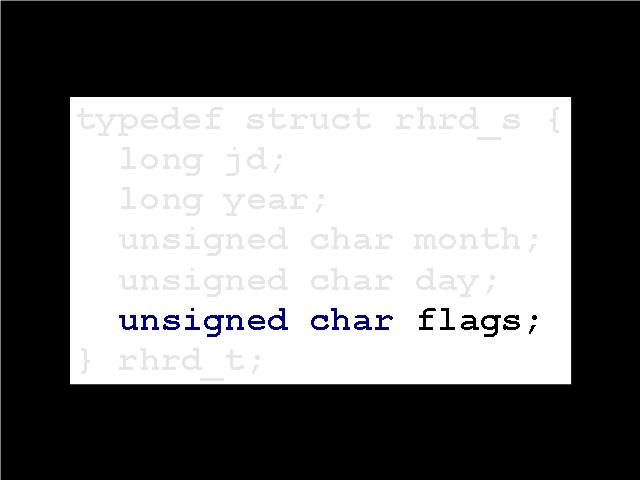 typedef struct rhrd_s {
  long jd;
  long year;
  unsigned char month;
  unsigned char day;
  unsigned char flags;
} rhrd_t;